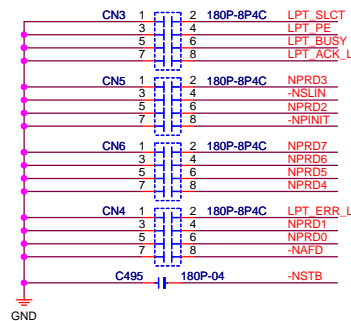 CN3 1 2 180P-8P4C LPT_SLCT
3 4 LPT_PE
5 6 LPT_BUSY
7 8 LPT_ACK_L
CN5 1 2 180P-8P4C NPRD3
3 4 -NSLIN
5 6 NPRD2
7 8 -NPINIT
CN6 1 2 180P-8P4C NPRD7
3 4 NPRD6
5 6 NPRD5
7 8 NPRD4
CN4 1 2 180P-8P4C LPT_ERR_L
3 4 NPRD1
5 6 NPRD0
7 8 -NAFD
C495 180P-04 -NSTB
GND